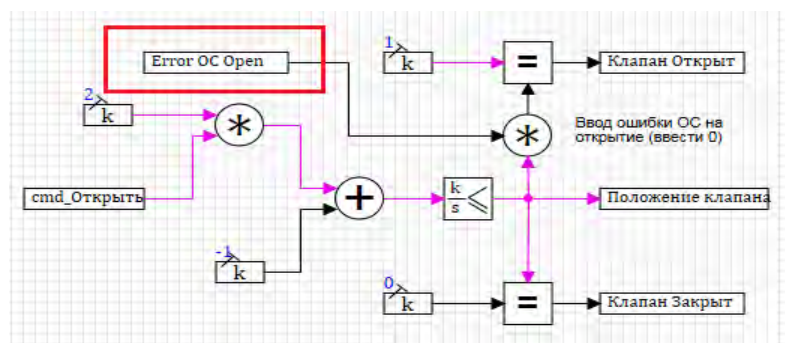 Error OC Open
1
k
=
Клапан Открыт
2
k
*
*
Ввод ошибки ОС на
открытие (ввести 0)
cmd_Открыть
+
k
s
≤
Положение клапана
-1
k
0
k
=
Клапан Закрыт